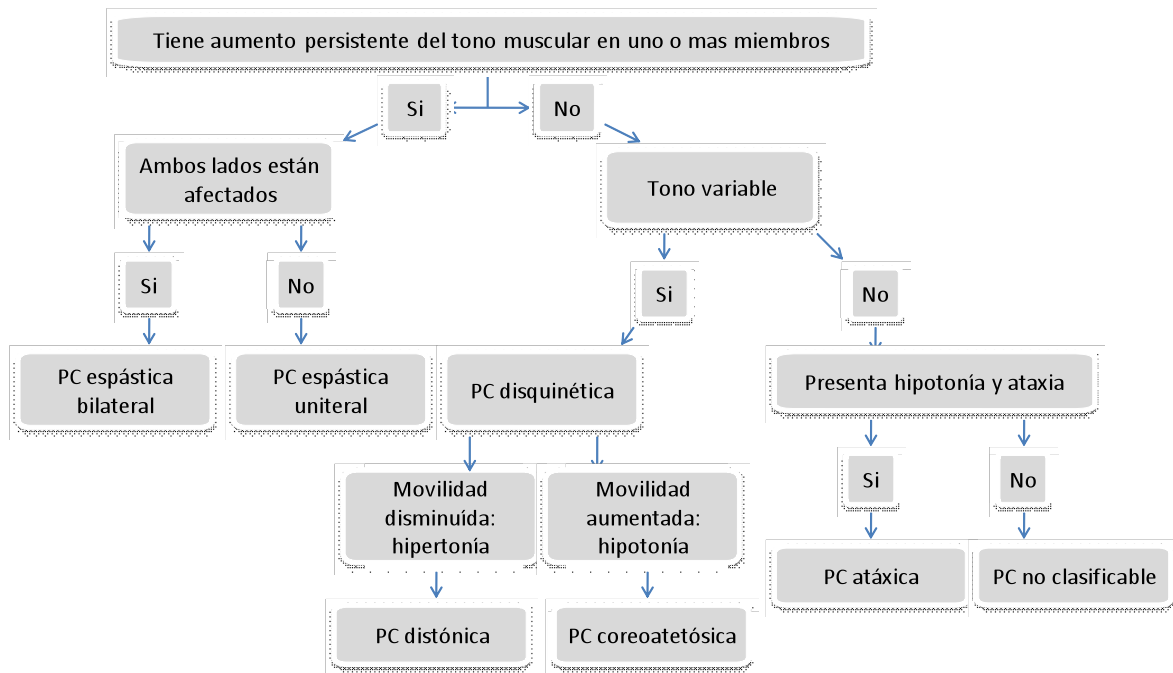 Tiene aumento persistente del tono muscular en uno o mas miembros
Si
No
Ambos lados están
afectados
Tono variable
Si
No
Si
No
PC espástica
bilateral
PC espástica
uniteral
PC disquinética
Presenta hipotonía y ataxia
Movilidad
disminuída:
hipertonía
Movilidad
aumentada:
hipotonía
Si
No
PC atáxica
PC no clasificable
PC distónica
PC coreoatetósica